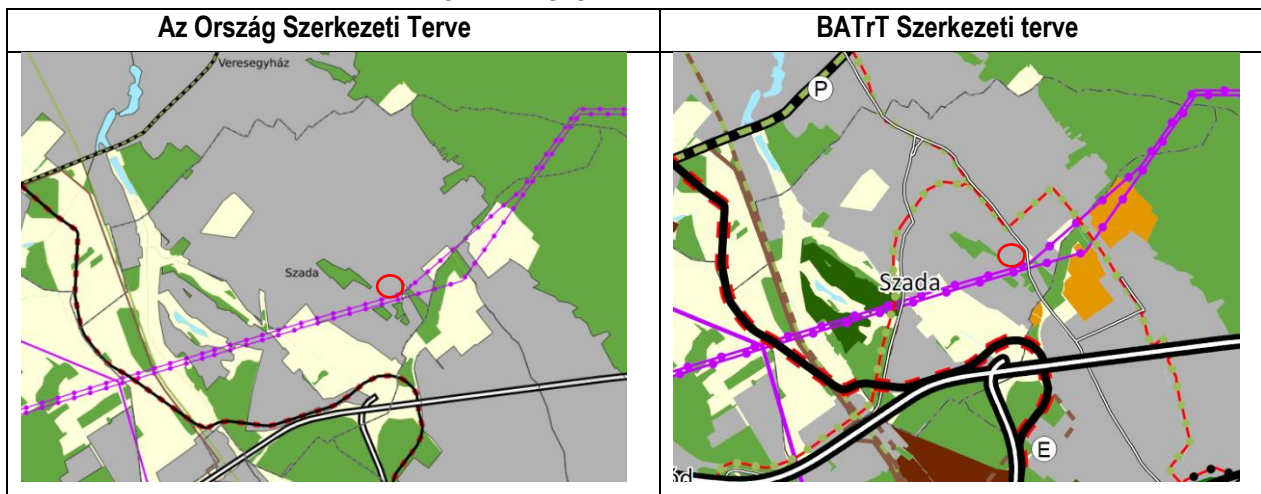 Az Ország Szerkezeti Terve
BATrT Szerkezeti terve
Veresegyház
Szada
P
Szada
E